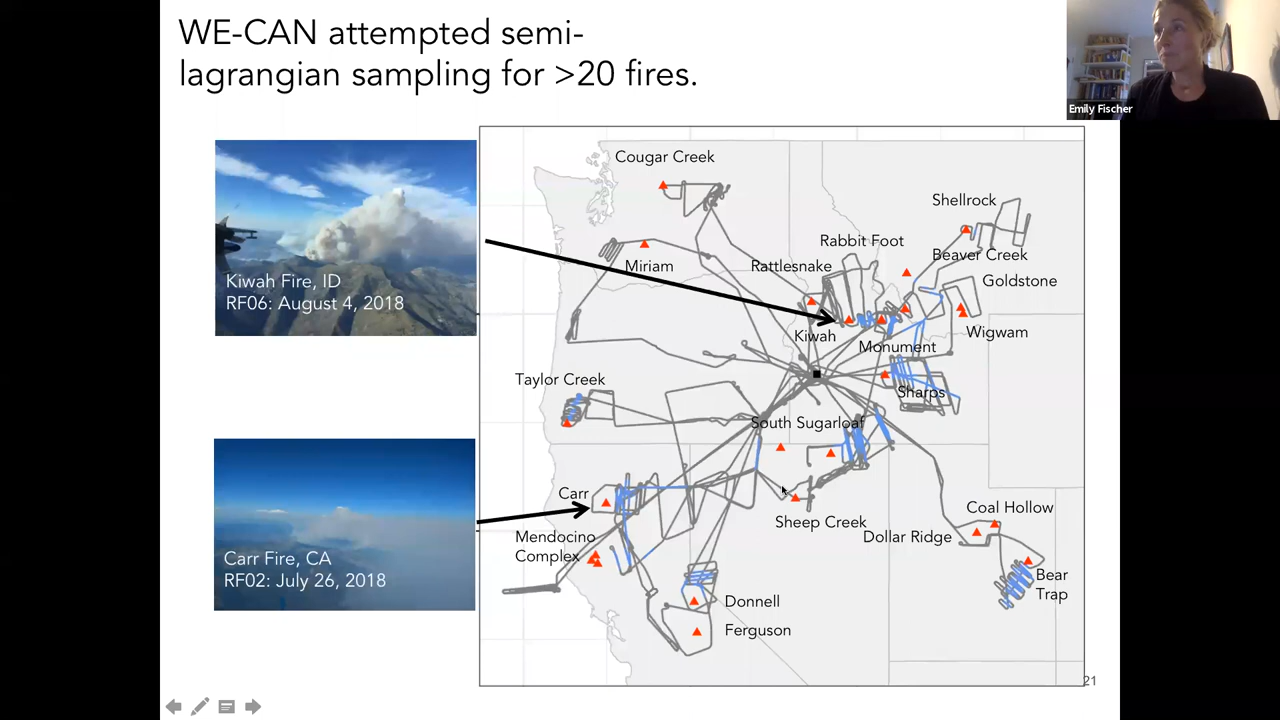 WE-CAN attempted semi-
lagrangian sampling for >20 fires.
Emily Fischer
Kiwah Fire, ID
RF06: August 4, 2018
Carr Fire, CA
RF02: July 26, 2018
Cougar Creek
Shellrock
Rabbit Foot
Beaver Creek
Miriam
Rattlesnake
Goldstone
Kiwah
Wigwam
Monument
Taylor Creek
Sharps
South Sugarloaf
Carr
Coal Hollow
Sheep Creek
Dollar Ridge
Mendocino
Complex
Bear
Trap
Donnell
Ferguson
21